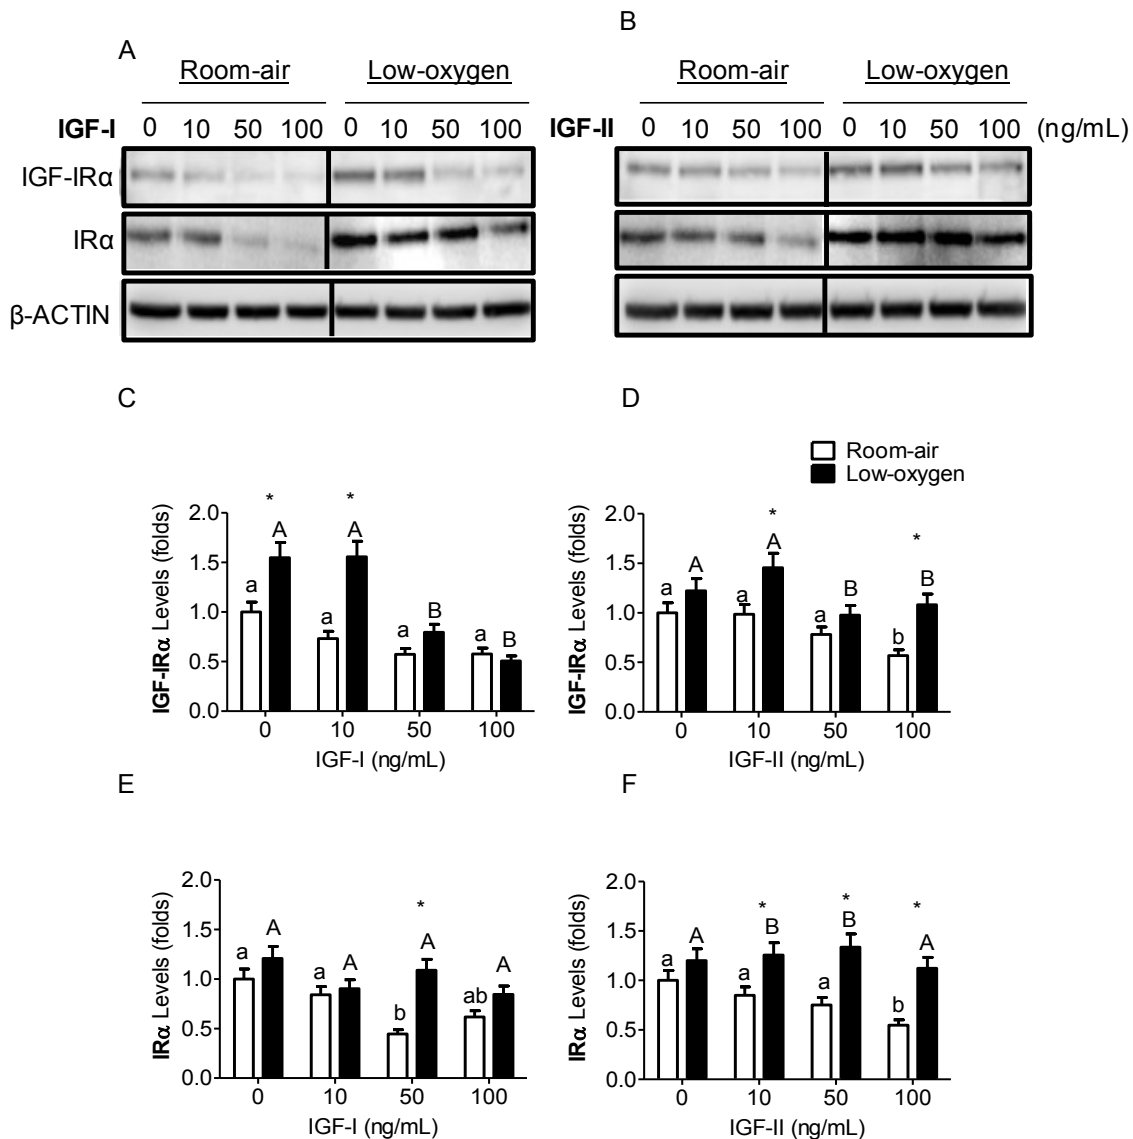 A
B
Room-air Low-oxygen
Room-air Low-oxygen
IGF-I 0 10 50 100 0 10 50 100
IGF-II 0 10 50 100 0 10 50 100 (ng/mL)
IGF-IRα
IRα
β-ACTIN
C
D
Room-air
Low-oxygen
IGF-IRα Levels (folds)
2.0
1.5
1.0
0.5
0.0
* *
a A a A a B a B
0 10 50 100
IGF-I (ng/mL)
IGF-IRα Levels (folds)
2.0
1.5
1.0
0.5
0.0
* *
a A a A a B b B
0 10 50 100
IGF-II (ng/mL)
E
F
IRα Levels (folds)
2.0
1.5
1.0
0.5
0.0
*
a A a A b A ab A
0 10 50 100
IGF-I (ng/mL)
IRα Levels (folds)
2.0
1.5
1.0
0.5
0.0
* * *
a A a B a B b A
0 10 50 100
IGF-II (ng/mL)